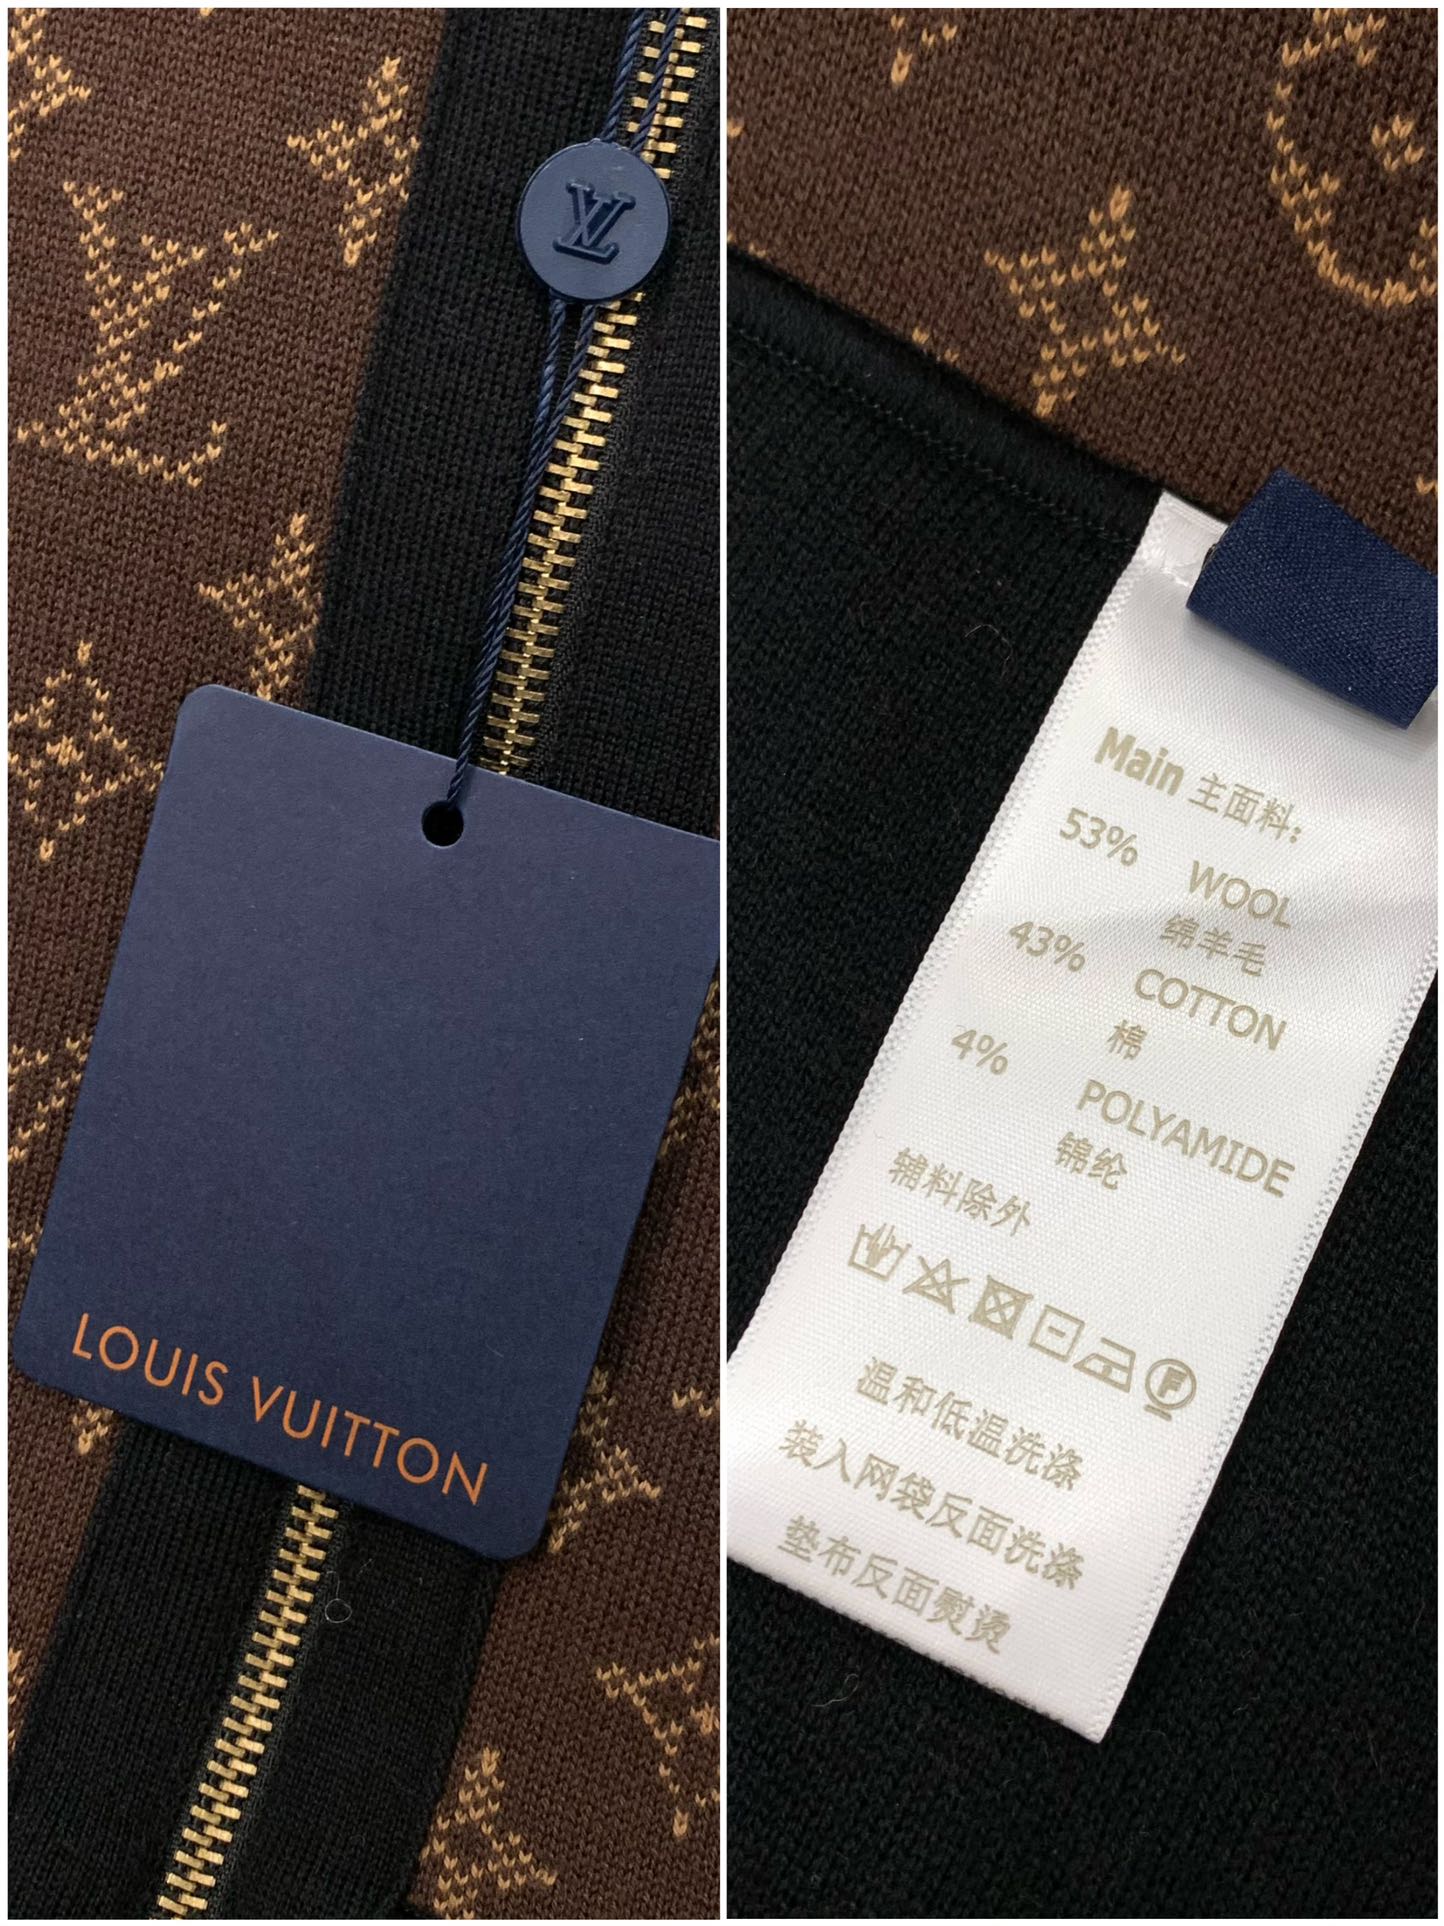 LV
LOUIS VUITTON
Main 主面料:
53% WOOL
绵羊毛
43% COTTON
棉
4% POLYAMIDE
锦纶
辅料除外
F
温和低温洗涤
装入网袋反面洗涤
垫布反面熨烫